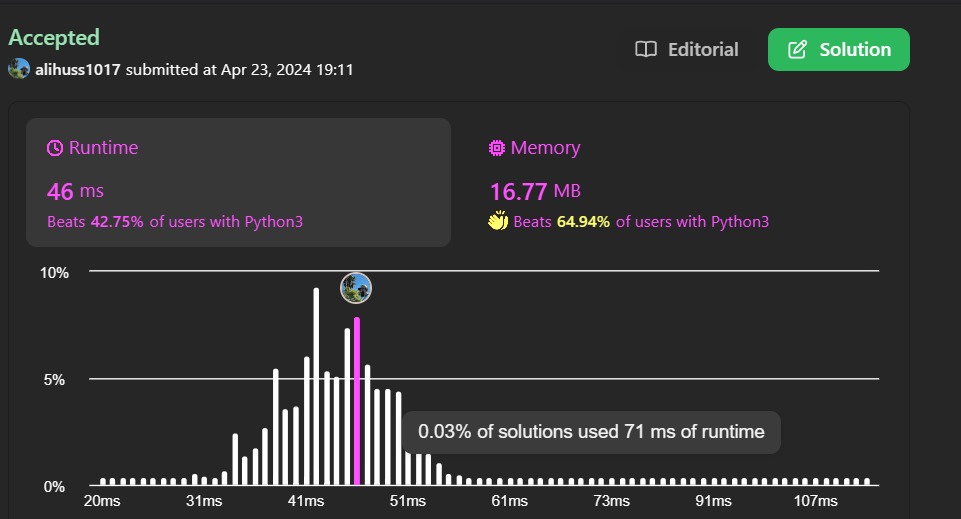 Accepted
Editorial
Solution
alihuss1017 submitted at Apr 23, 2024 19:11
Runtime
46 ms
Beats 42.75% of users with Python3
Memory
16.77 MB
Beats 64.94% of users with Python3
10%
5%
0.03% of solutions used 71 ms of runtime
0%
20ms 31ms 41ms 51ms 61ms 73ms 91ms 107ms